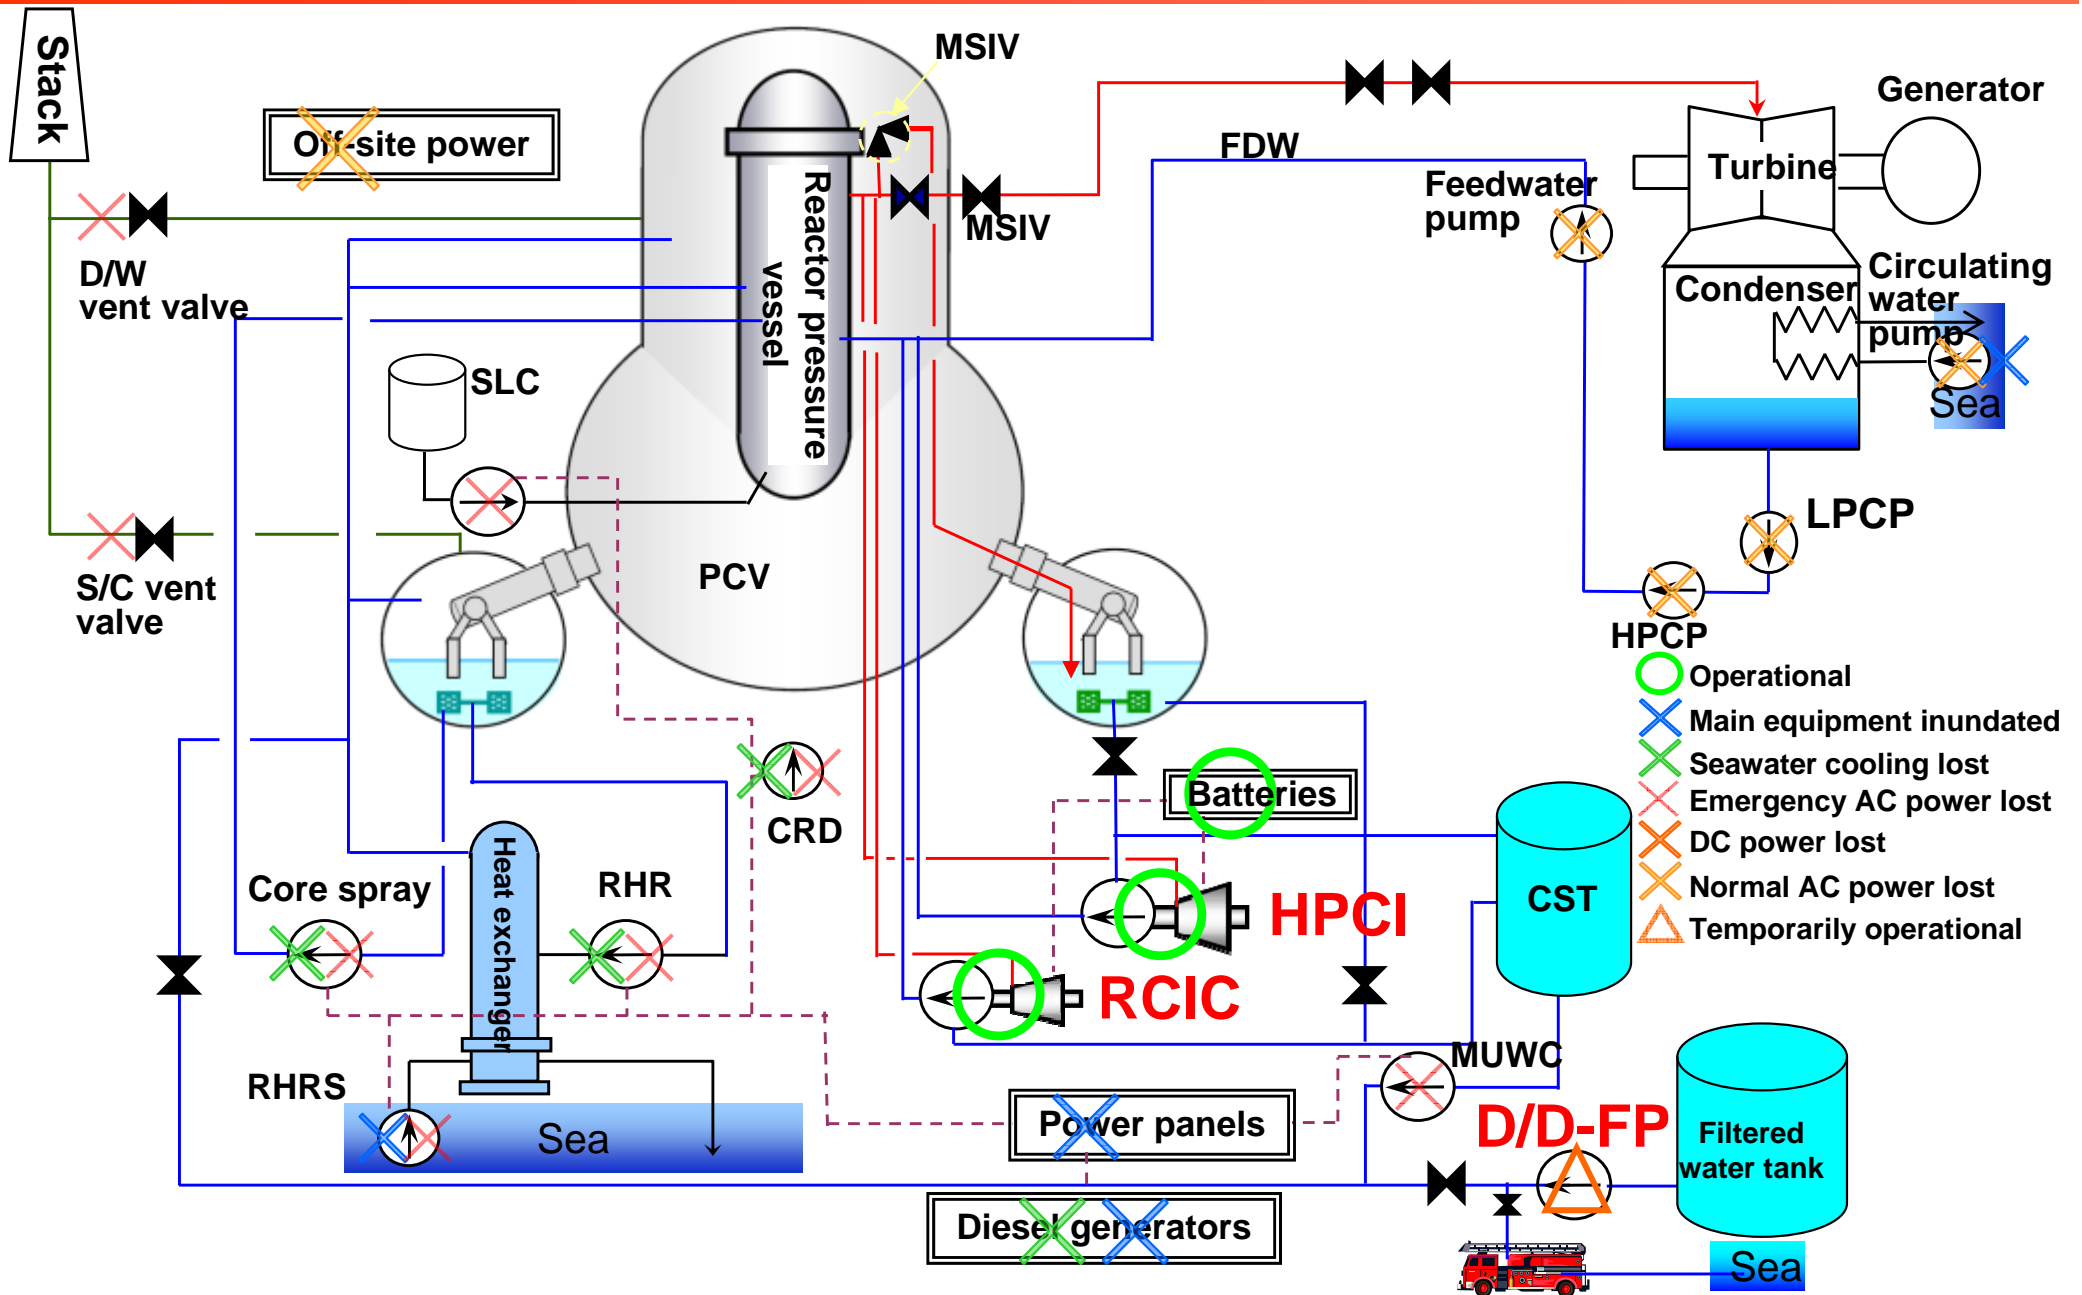 Stack
MSIV
Off-site power
Generator
FDW
Turbine
Feedwater
pump
Reactor pressure
vessel
MSIV
D/W
vent valve
Condenser
Circulating
water
pump
SLC
Sea
LPCP
PCV
S/C vent
valve
HPCP
Operational
Main equipment inundated
Seawater cooling lost
Emergency AC power lost
DC power lost
Normal AC power lost
Temporarily operational
Batteries
CRD
Heat exchanger
Core spray
RHR
CST
HPCI
RCIC
MUWC
RHRS
Sea
Power panels
D/D-FP
Filtered
water tank
Diesel generators
Sea